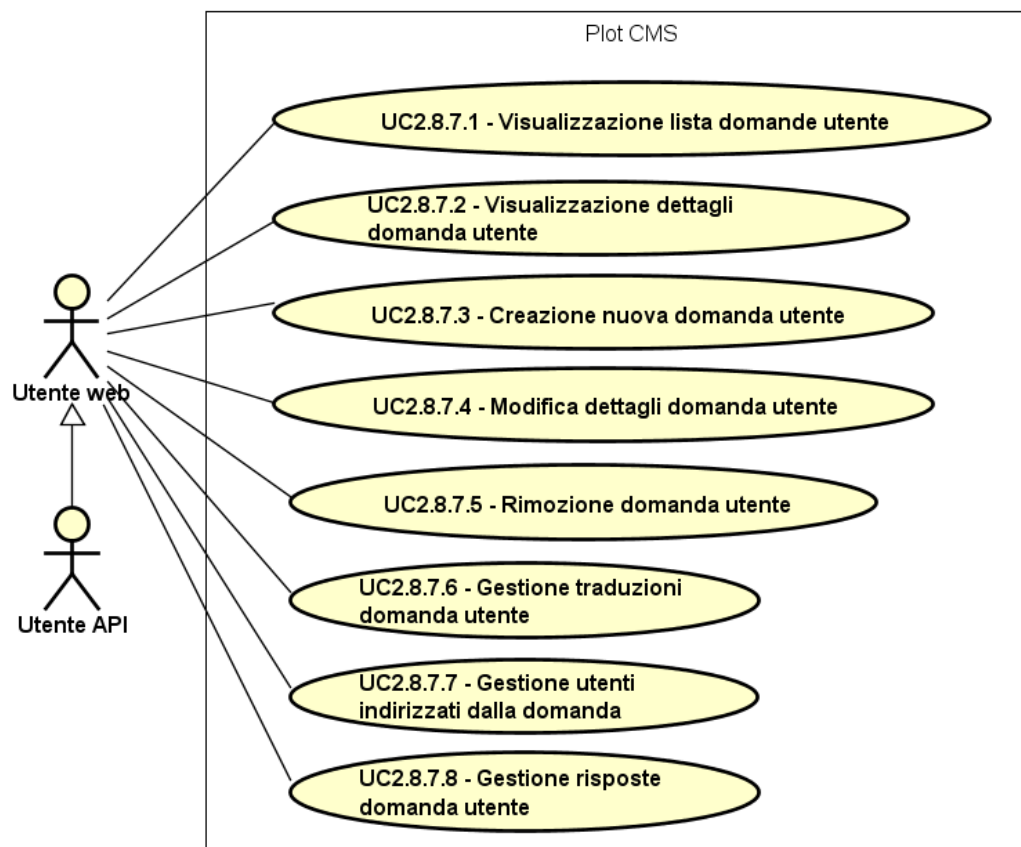 Plot CMS
UC2.8.7.1 - Visualizzazione lista domande utente
UC2.8.7.2 - Visualizzazione dettagli
domanda utente
UC2.8.7.3 - Creazione nuova domanda utente
Utente web
UC2.8.7.4 - Modifica dettagli domanda utente
UC2.8.7.5 - Rimozione domanda utente
UC2.8.7.6 - Gestione traduzioni
domanda utente
Utente API
UC2.8.7.7 - Gestione utenti
indirizzati dalla domanda
UC2.8.7.8 - Gestione risposte
domanda utente